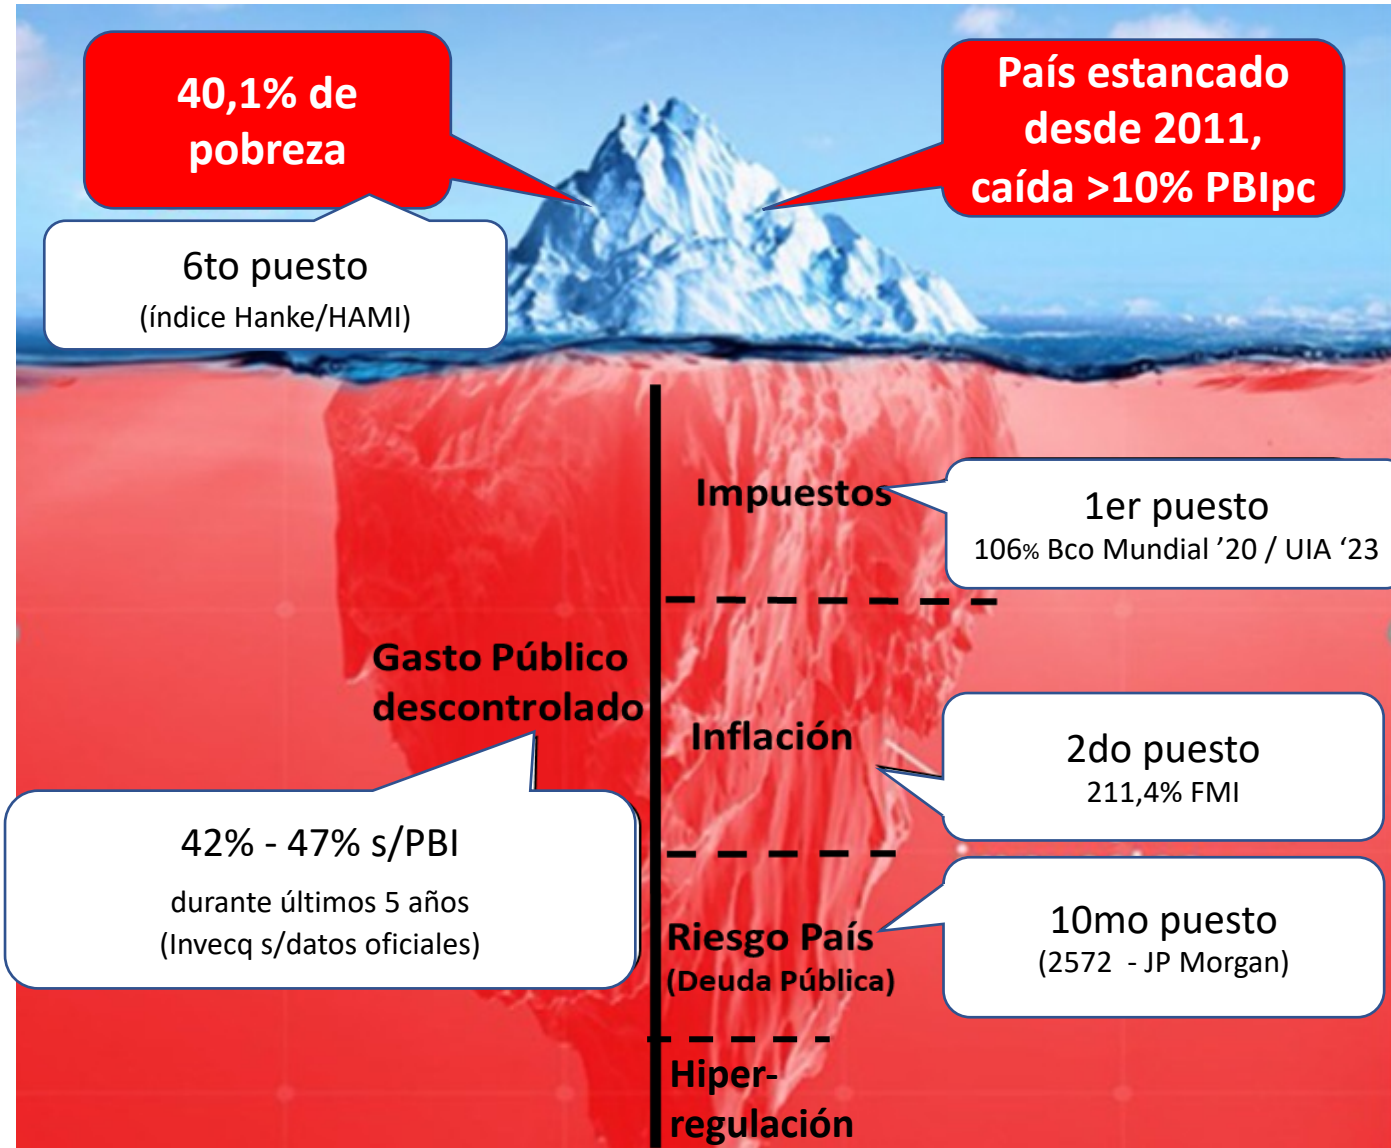 40,1% de
pobreza
País estancado
desde 2011,
caída >10% PBIpc
6to puesto
(índice Hanke/HAMI)
Impuestos
1er puesto
106% Bco Mundial ’20 / UIA ‘23
Gasto Público
descontrolado
Inflación
2do puesto
211,4% FMI
42% - 47% s/PBI
durante últimos 5 años
(Invecq s/datos oficiales)
Riesgo País
(Deuda Pública)
10mo puesto
(2572 - JP Morgan)
Hiper-
regulación